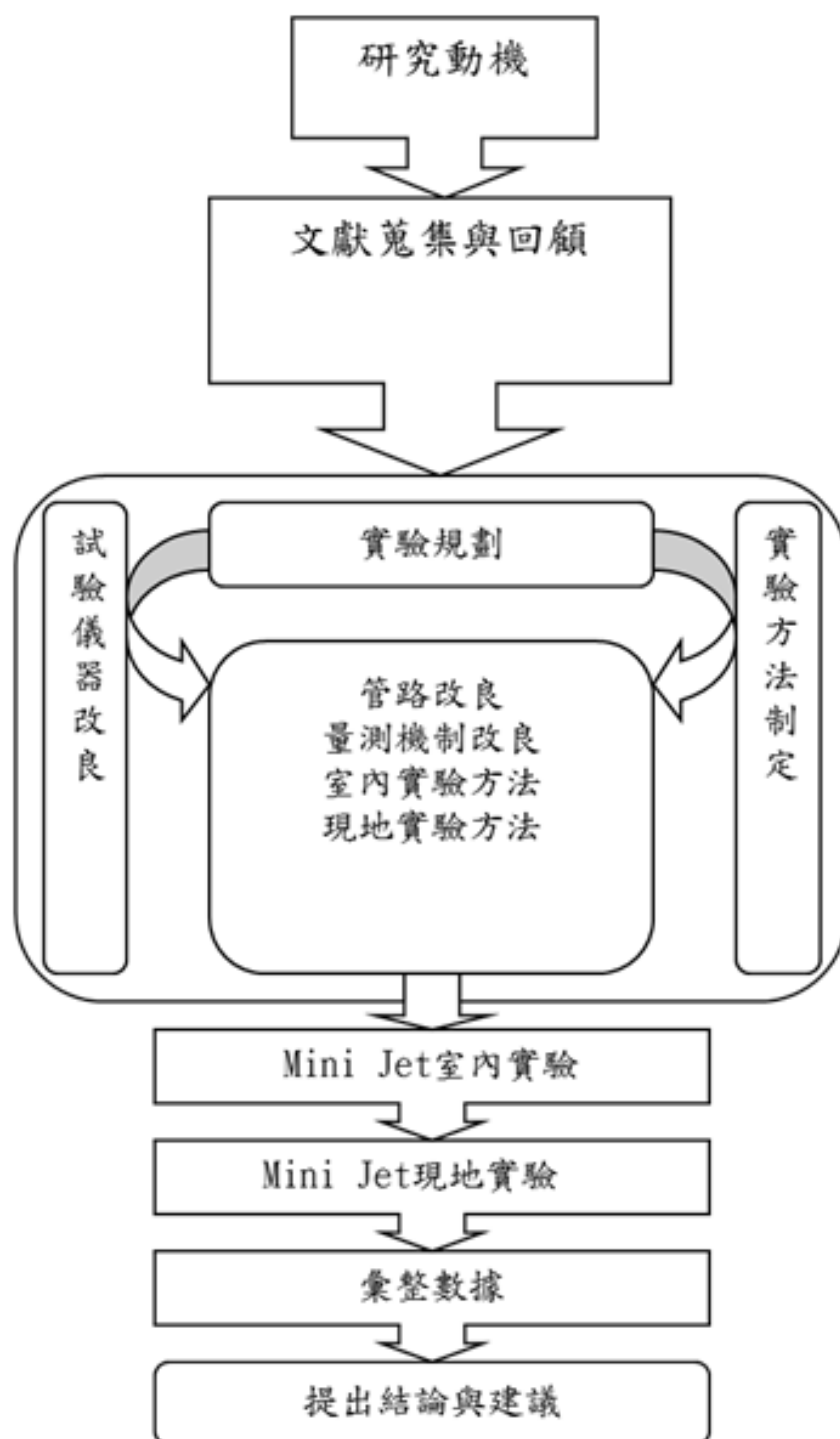 研究動機
文獻蒐集與回顧
試驗儀器改良
實驗規劃
實驗方法制定
管路改良
量測機制改良
室內實驗方法
現地實驗方法
Mini Jet室內實驗
Mini Jet現地實驗
彙整數據
提出結論與建議